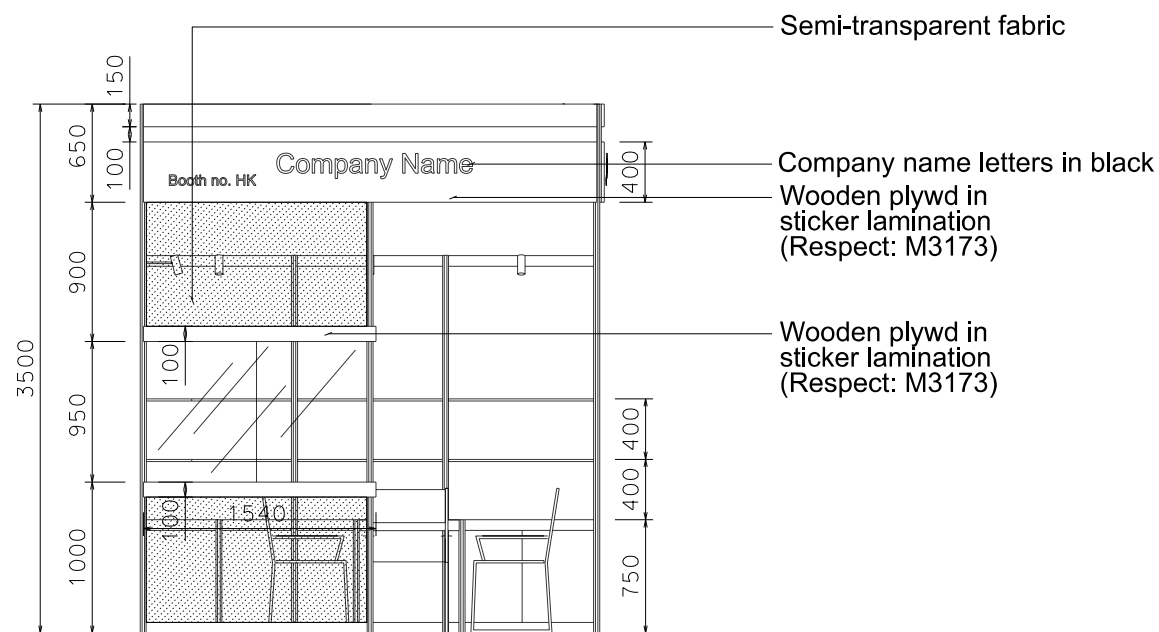 Semi-transparent fabric
150
650
100
Company Name
Booth no. HK
400
Company name letters in black
Wooden plywd in
sticker lamination
(Respect: M3173)
900
3500
100
Wooden plywd in
sticker lamination
(Respect: M3173)
950
400
400
100
1540
1000
750